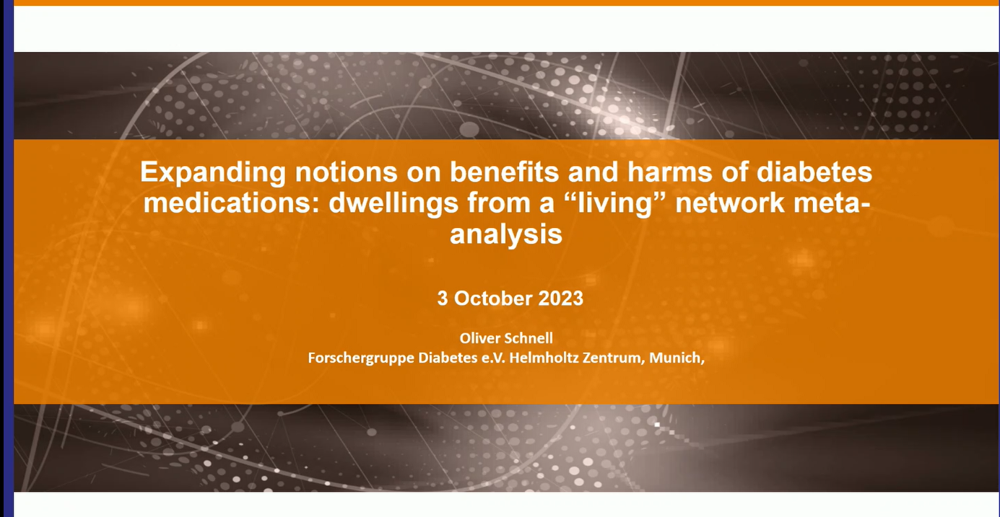 Expanding notions on benefits and harms of diabetes
medications: dwellings from a “living” network meta-
analysis
3 October 2023
Oliver Schnell
Forschergruppe Diabetes e.V. Helmholtz Zentrum, Munich,